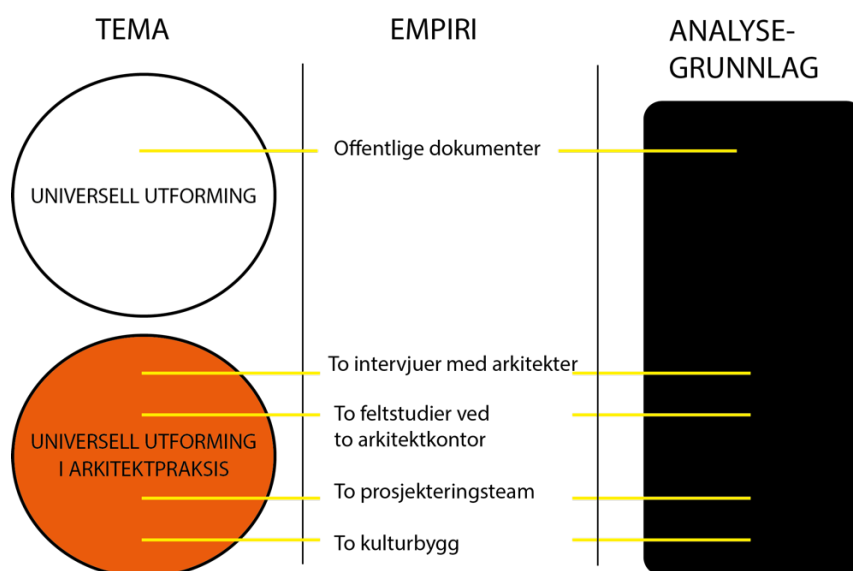 TEMA
EMPIRI
ANALYSE-
GRUNNLAG
UNIVERSELL UTFORMING
Offentlige dokumenter
UNIVERSELL UTFORMING
I ARKITEKTPRAKSIS
To intervjuer med arkitekter
To feltstudier ved
to arkitektkontor
To prosjekteringsteam
To kulturbygg